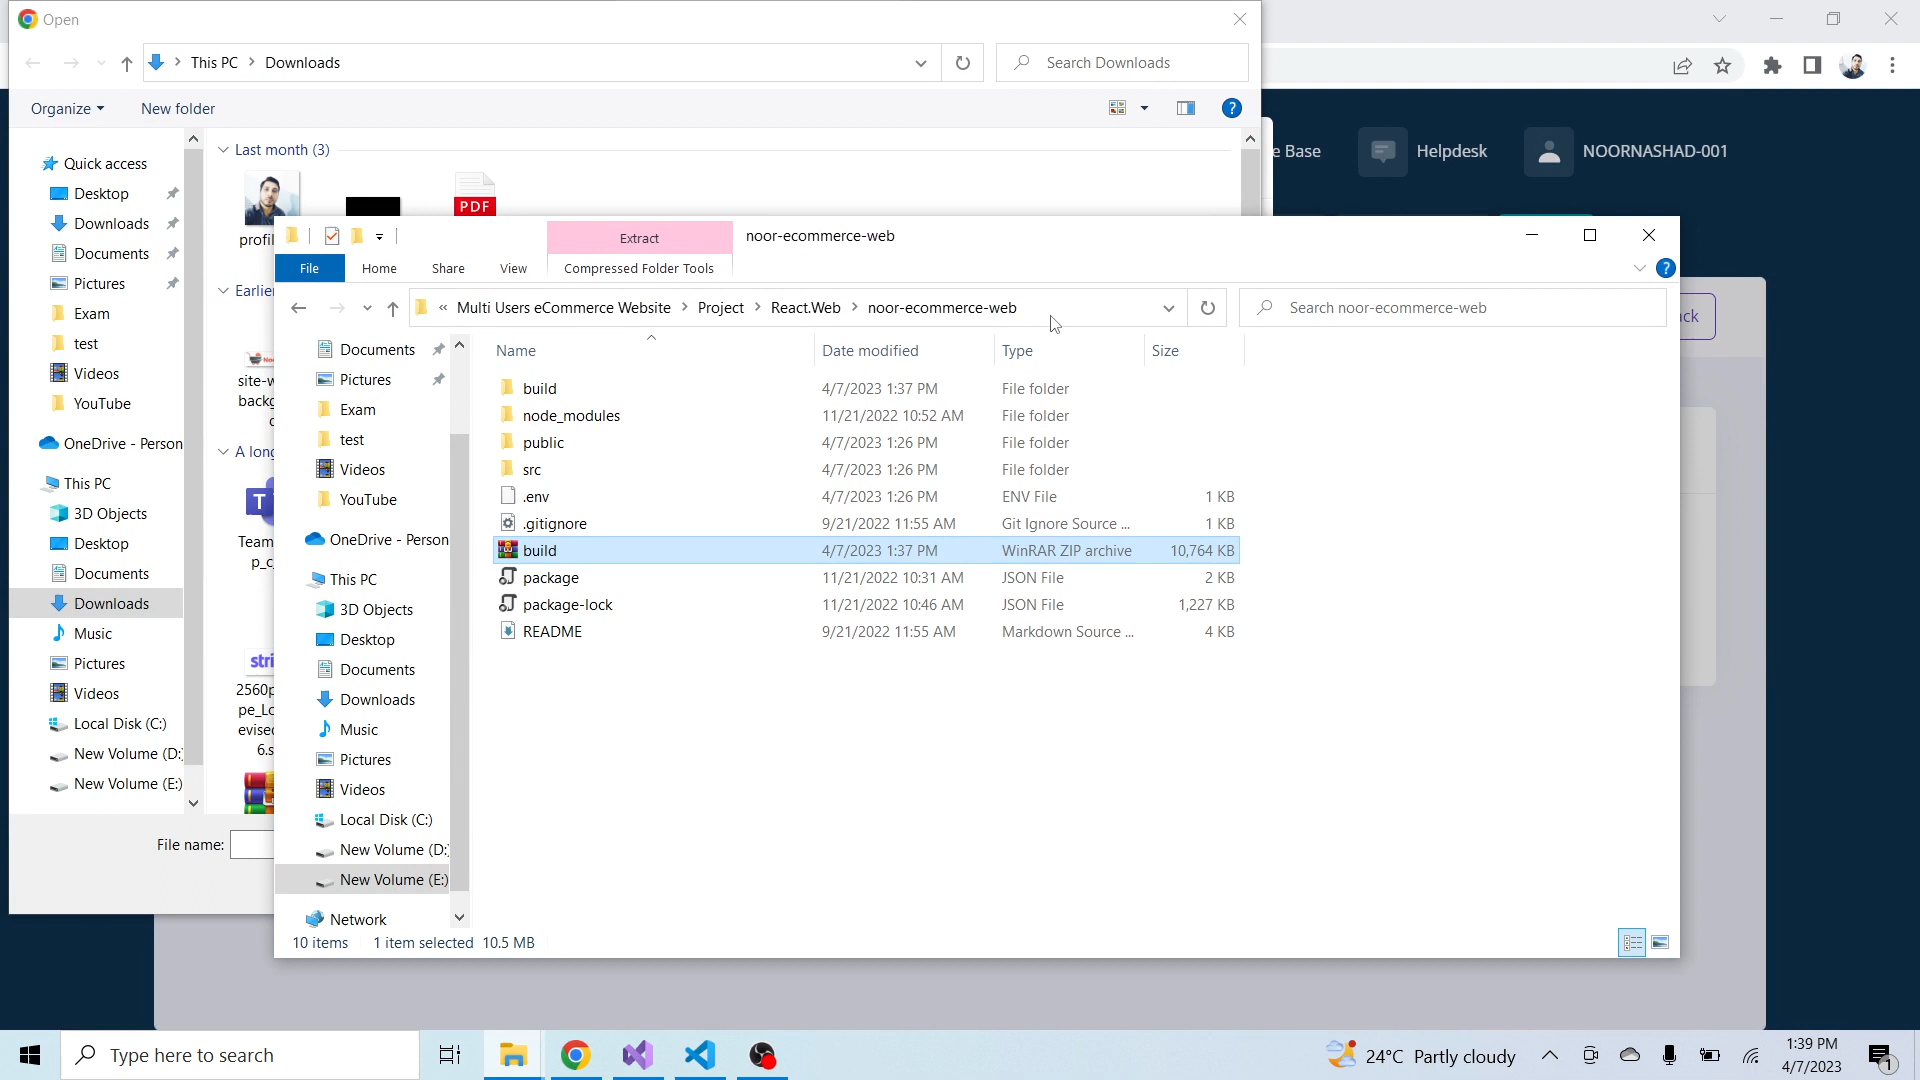 Open
This PC > Downloads
Search Downloads
Organize
New folder
Quick access
Desktop
Downloads
Documents
Pictures
Exam
test
Videos
YouTube
OneDrive - Person
This PC
3D Objects
Desktop
Documents
Downloads
Music
Pictures
Videos
Local Disk (C:)
New Volume (D:
New Volume (E:)
Last month (3)
PDF
profil
Earlie
site-w
backg
A long
Team
p_c
stri
2560p
pe_Lo
evised
6.s
File name:
e Base
Helpdesk
NOORNASHAD-001
ck
Extract
noor-ecommerce-web
File
Home
Share
View
Compressed Folder Tools
« Multi Users eCommerce Website > Project > React.Web > noor-ecommerce-web
Search noor-ecommerce-web
Documents
Pictures
Exam
test
Videos
YouTube
OneDrive - Person
This PC
3D Objects
Desktop
Documents
Downloads
Music
Pictures
Videos
Local Disk (C:)
New Volume (D:
New Volume (E:)
Network
Name Date modified Type Size
build 4/7/2023 1:37 PM File folder
node_modules 11/21/2022 10:52 AM File folder
public 4/7/2023 1:26 PM File folder
src 4/7/2023 1:26 PM File folder
.env 4/7/2023 1:26 PM ENV File 1 KB
.gitignore 9/21/2022 11:55 AM Git Ignore Source ... 1 KB
build 4/7/2023 1:37 PM WinRAR ZIP archive 10,764 KB
package 11/21/2022 10:31 AM JSON File 2 KB
package-lock 11/21/2022 10:46 AM JSON File 1,227 KB
README 9/21/2022 11:55 AM Markdown Source ... 4 KB
10 items 1 item selected 10.5 MB
Type here to search
24°C Partly cloudy
1:39 PM
4/7/2023
1